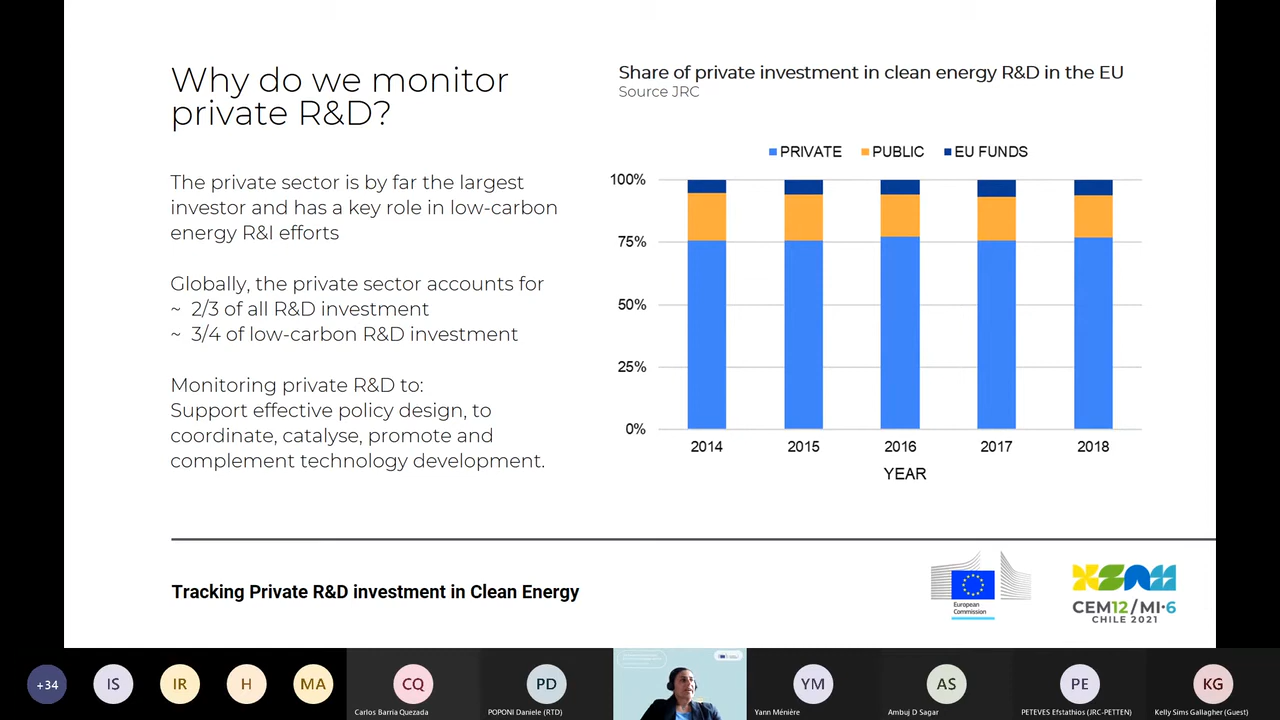 Why do we monitor
private R&D?
The private sector is by far the largest
investor and has a key role in low-carbon
energy R&I efforts
Globally, the private sector accounts for
~ 2/3 of all R&D investment
~ 3/4 of low-carbon R&D investment
Monitoring private R&D to:
Support effective policy design, to
coordinate, catalyse, promote and
complement technology development.
Share of private investment in clean energy R&D in the EU
Source JRC
PRIVATE PUBLIC EU FUNDS
100%
75%
50%
25%
0%
2014 2015 2016 2017 2018
YEAR
Tracking Private R&D investment in Clean Energy
European
Commission
CEM12/MI·6
CHILE 2021
+34 IS IR H MA CQ PD YM AS PE KG
Carlos Barria Quezada POPONI Daniele (RTD) Yann Ménière Ambuj D Sagar PETEVES Efstathios (JRC-PETTEN) Kelly Sims Gallagher (Guest)